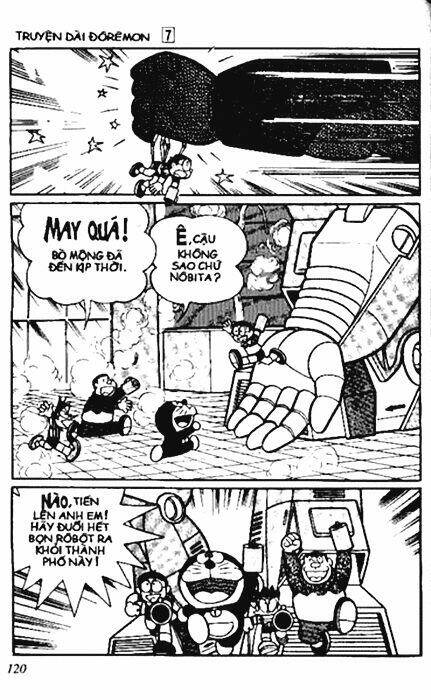 TRUYỆN DÀI ĐÔRÊMON 7
MAY QUÁ!
BÒ MỘNG ĐÃ
ĐẾN KỊP THỜI.
Ê, CẬU
KHÔNG
SAO CHỨ
NÔBITA?
NÀO, TIẾN
LÊN ANH EM!
HÃY ĐUỔI HẾT
BỌN RÔBỐT RA
KHỎI THÀNH
PHỐ NÀY!
120